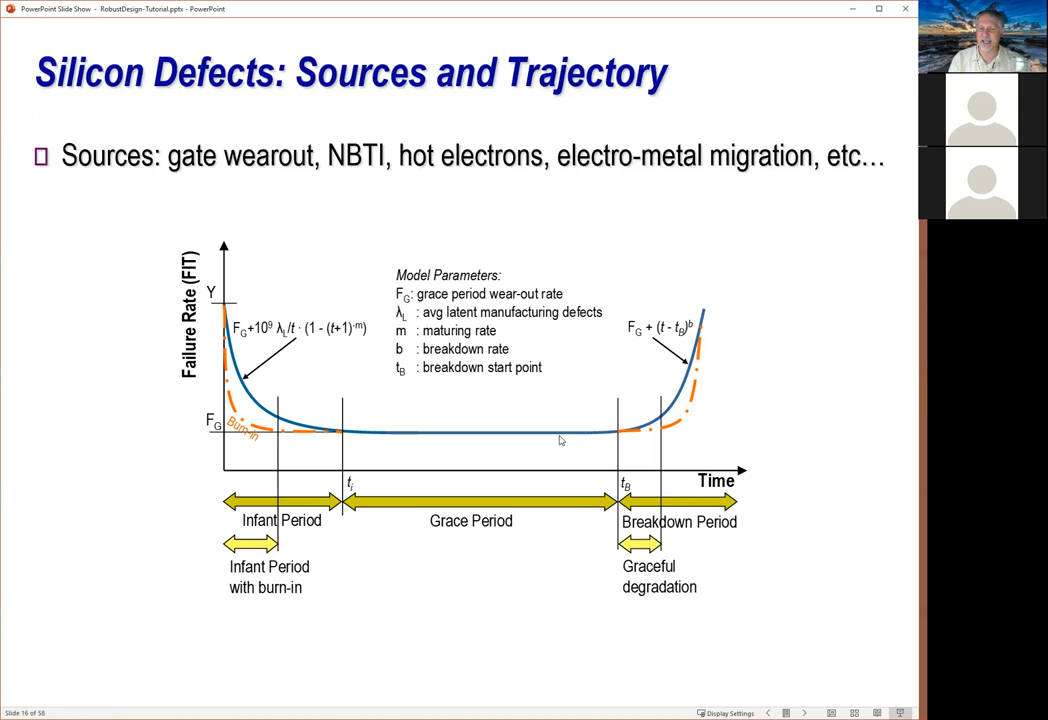 PowerPoint Slide Show - RobustDesign-Tutorial.pptx - PowerPoint
Silicon Defects: Sources and Trajectory
Sources: gate wearout, NBTI, hot electrons, electro-metal migration, etc…
Failure Rate (FIT)
Y
Model Parameters:
FG: grace period wear-out rate
λL : avg latent manufacturing defects
m : maturing rate
b : breakdown rate
tB : breakdown start point
FG+10⁹ λL/t · (1 - (t+1)⁻ᵐ)
FG + (t - tB)ᵇ
FG
Burn-in
ti
tB
Time
Infant Period
Grace Period
Breakdown Period
Infant Period
with burn-in
Graceful
degradation
Slide 16 of 58
Display Settings